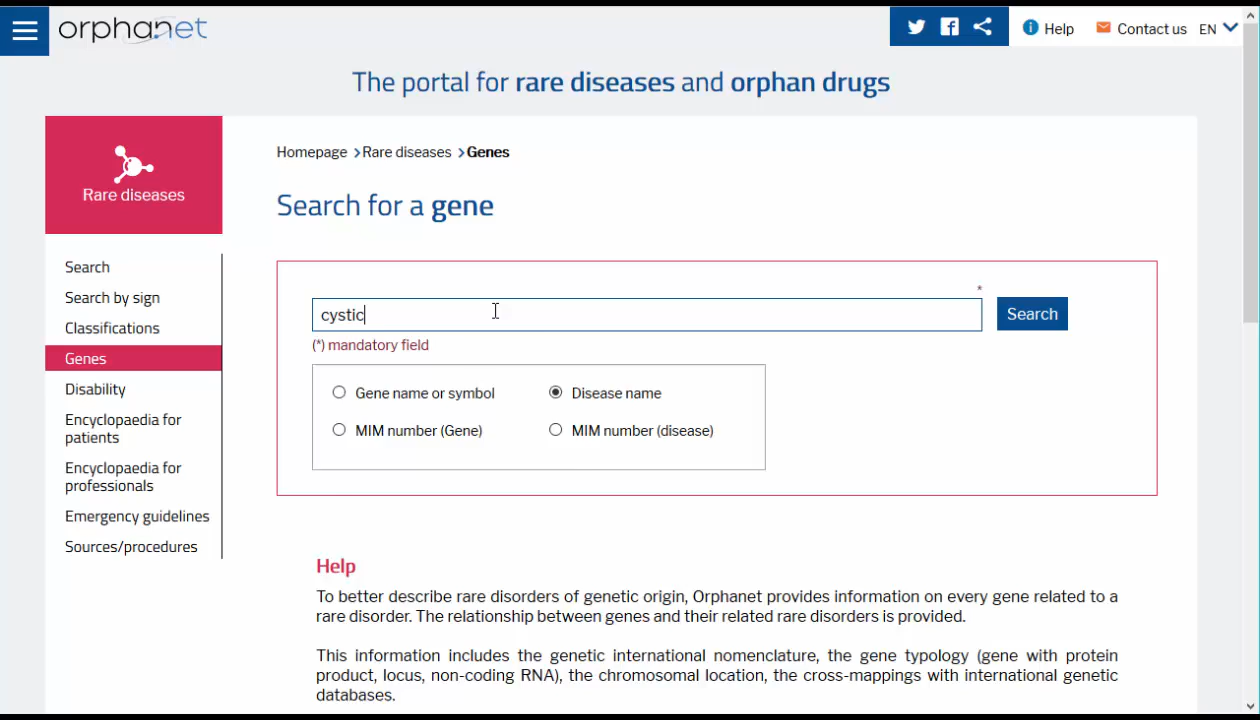 orphanet
Help
Contact us
EN
The portal for rare diseases and orphan drugs
Rare diseases
Homepage
Rare diseases
Genes
Search for a gene
Search
Search by sign
Classifications
Genes
Disability
Encyclopaedia for
patients
Encyclopaedia for
professionals
Emergency guidelines
Sources/procedures
*
cystic
Search
(*) mandatory field
Gene name or symbol
Disease name
MIM number (Gene)
MIM number (disease)
Help
To better describe rare disorders of genetic origin, Orphanet provides information on every gene related to a
rare disorder. The relationship between genes and their related rare disorders is provided.
This information includes the genetic international nomenclature, the gene typology (gene with protein
product, locus, non-coding RNA), the chromosomal location, the cross-mappings with international genetic
databases.